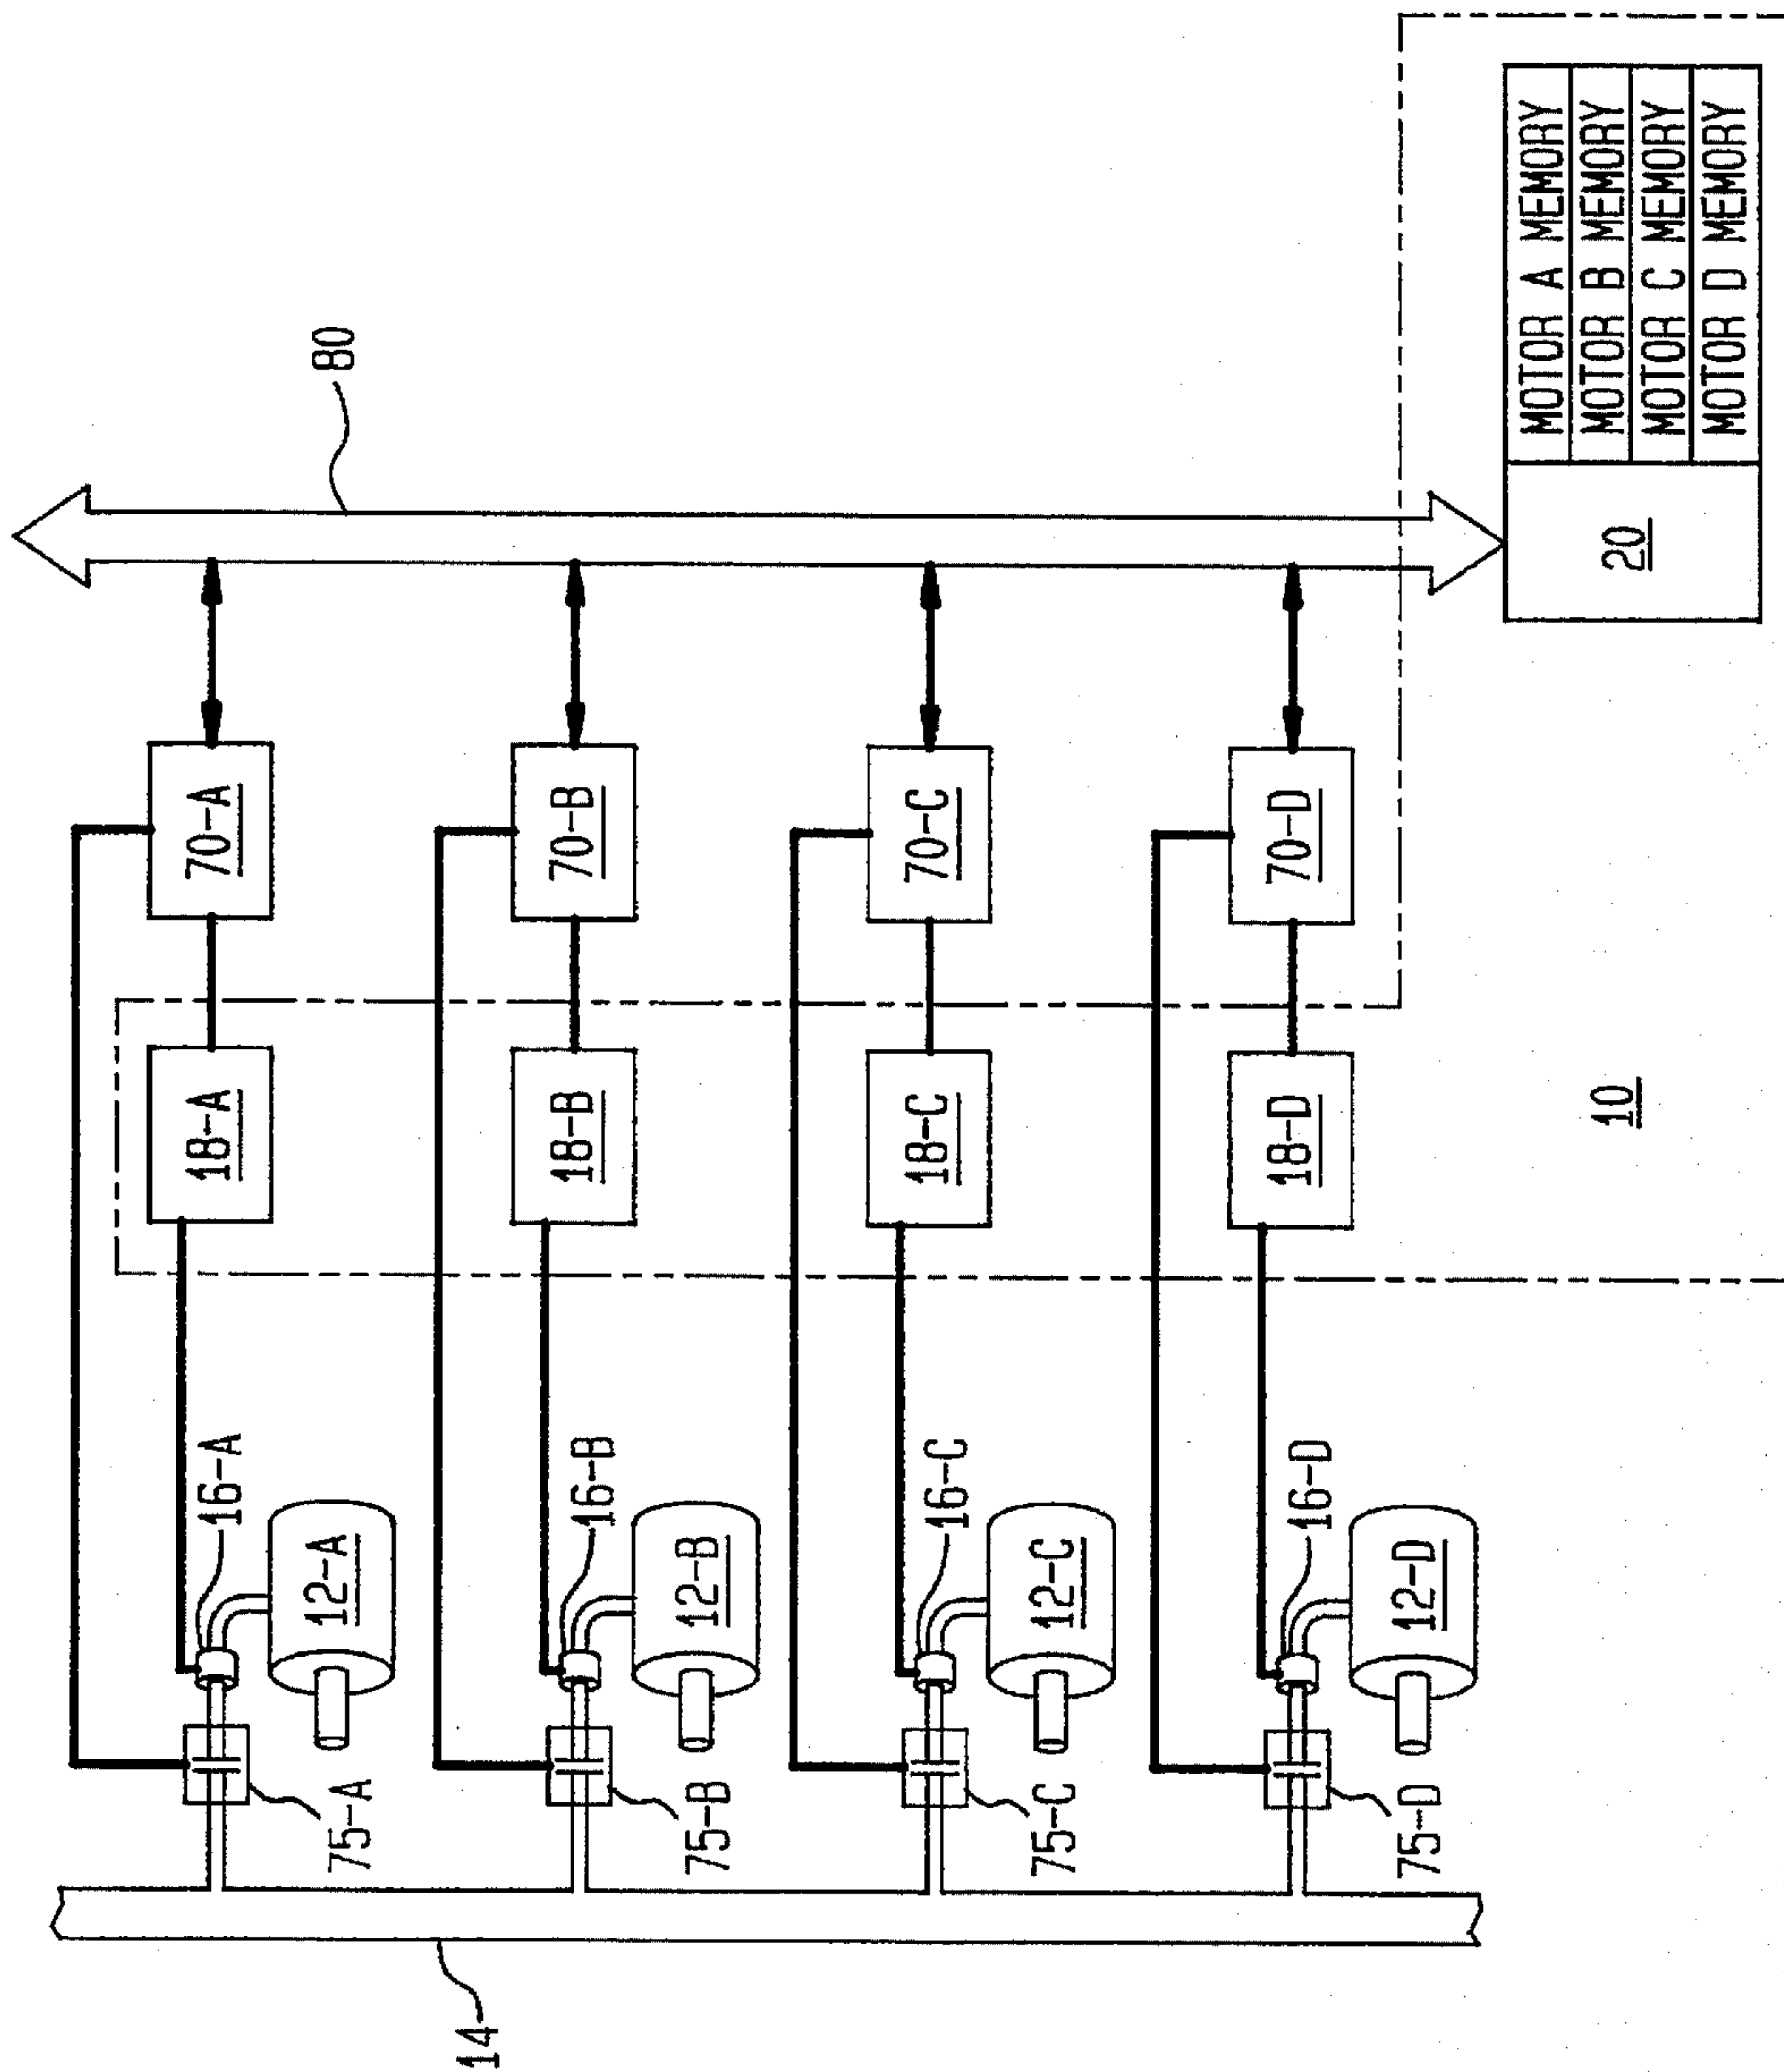 14
75-A
16-A
12-A
18-A
70-A
75-B
16-B
12-B
18-B
70-B
75-C
16-C
12-C
18-C
70-C
75-D
16-D
12-D
18-D
70-D
80
10
20
MOTOR A MEMORY
MOTOR B MEMORY
MOTOR C MEMORY
MOTOR D MEMORY